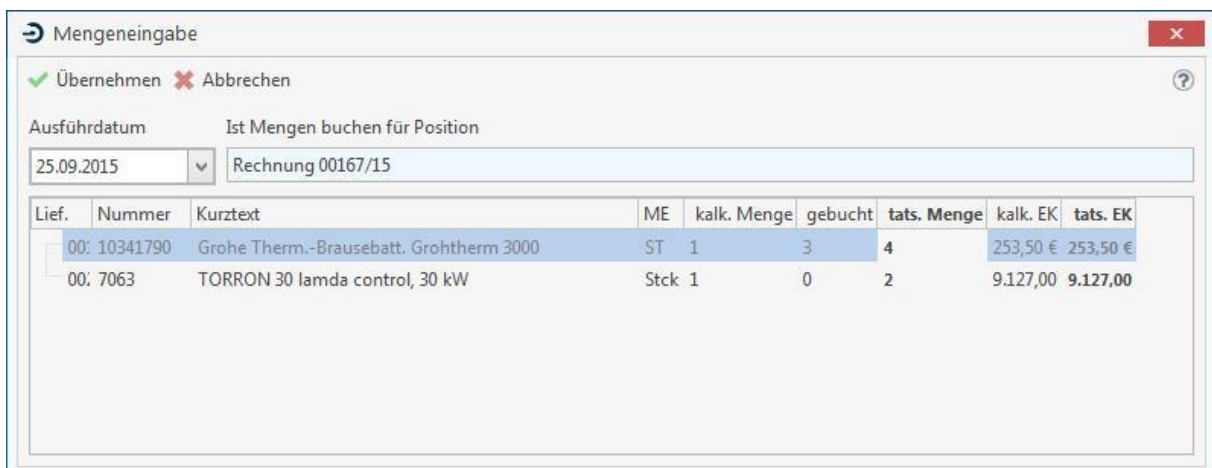 Mengeneingabe
Übernehmen Abbrechen
Ausführdatum Ist Mengen buchen für Position
25.09.2015 Rechnung 00167/15
Lief. Nummer Kurztext ME kalk. Menge gebucht tats. Menge kalk. EK tats. EK
10341790 Grohe Therm.-Brausebatt. Grohtherm 3000 ST 1 3 4 253,50 € 253,50 €
7063 TORRON 30 lamda control, 30 kW Stck 1 0 2 9.127,00 9.127,00